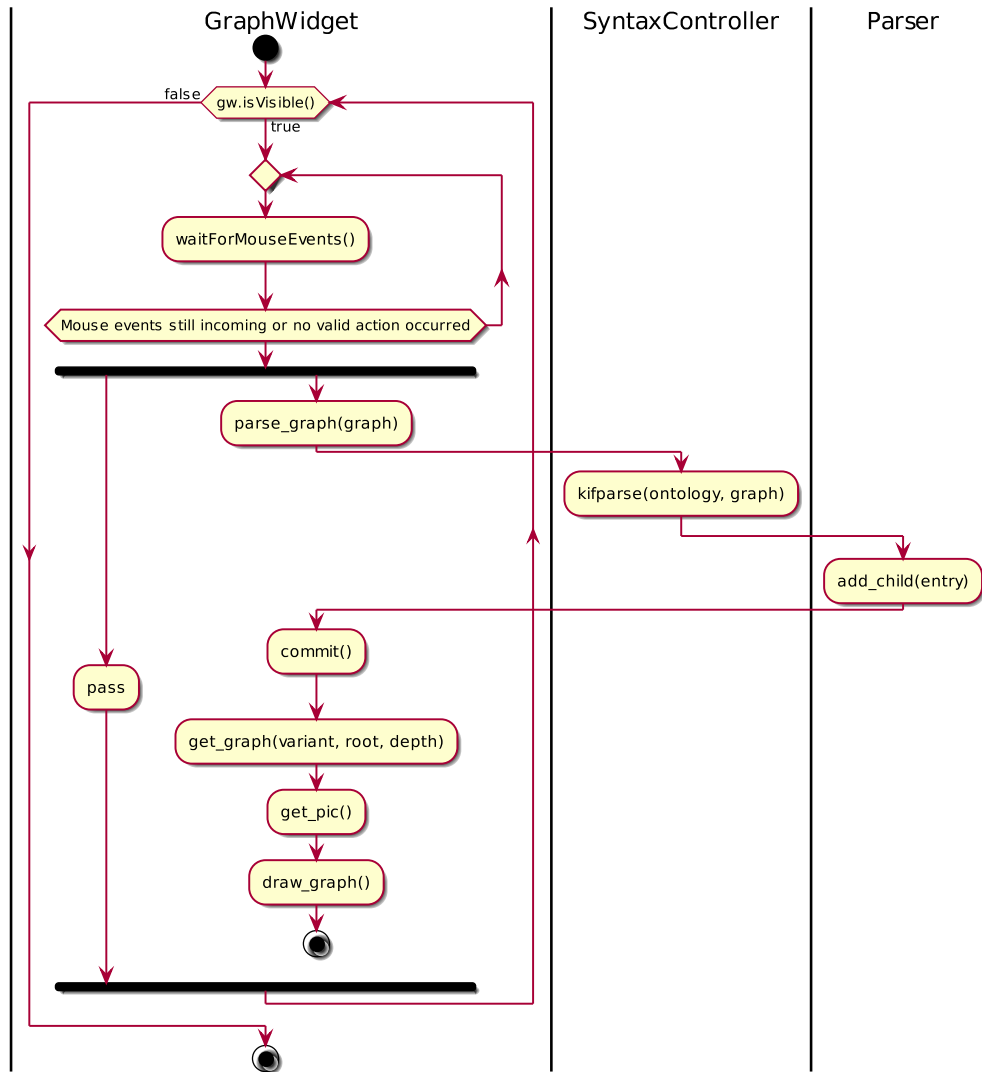 GraphWidget
SyntaxController
Parser
gw.isVisible()
false
true
waitForMouseEvents()
Mouse events still incoming or no valid action occurred
parse_graph(graph)
kifparse(ontology, graph)
add_child(entry)
commit()
pass
get_graph(variant, root, depth)
get_pic()
draw_graph()